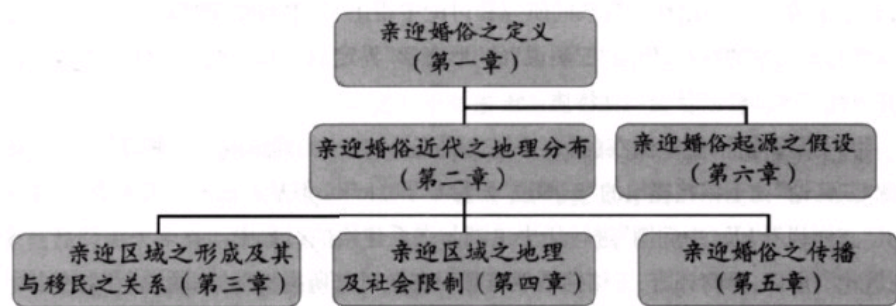 亲迎婚俗之定义
（第一章）
亲迎婚俗近代之地理分布
（第二章）
亲迎婚俗起源之假设
（第六章）
亲迎区域之形成及其
与移民之关系（第三章）
亲迎区域之地理
及社会限制（第四章）
亲迎婚俗之传播
（第五章）